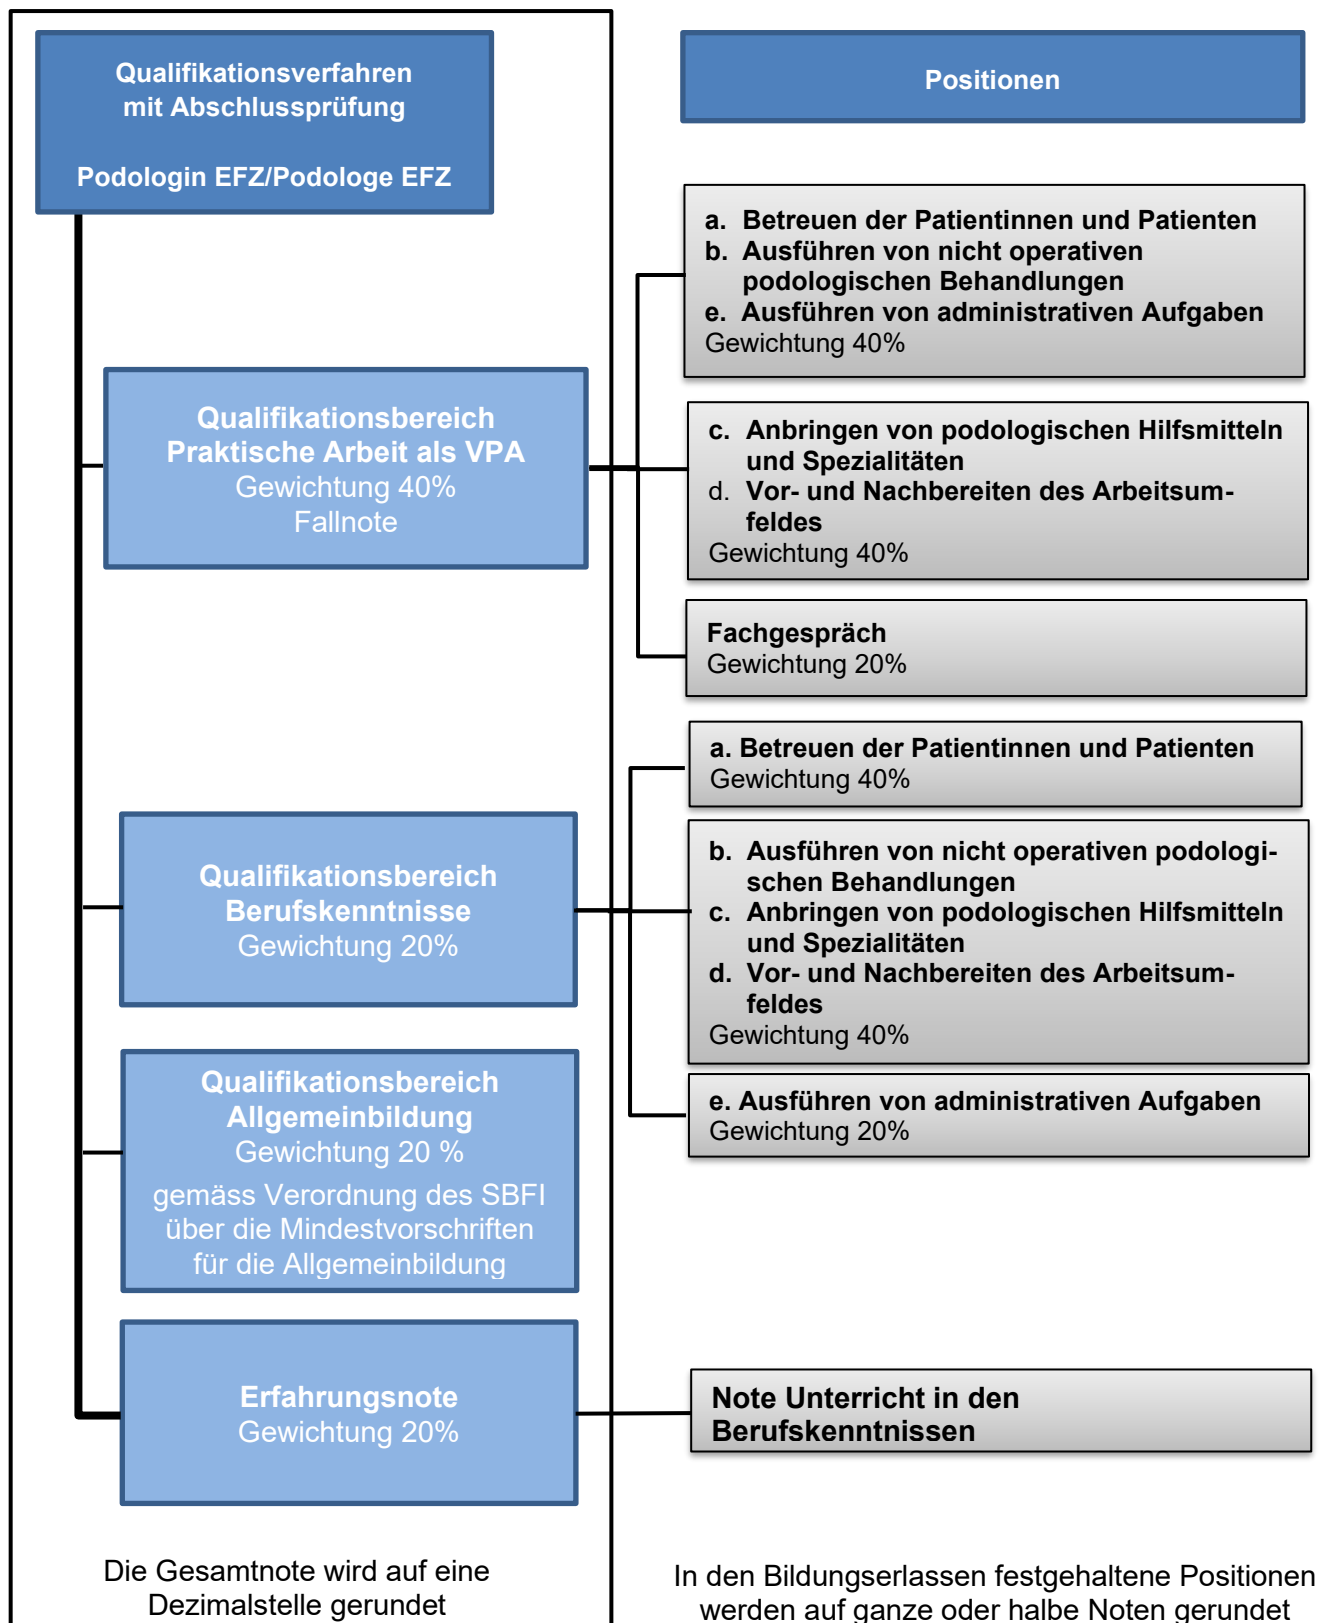 Qualifikationsverfahren
mit Abschlussprüfung
Podologin EFZ/Podologe EFZ
Positionen
a. Betreuen der Patientinnen und Patienten
b. Ausführen von nicht operativen
podologischen Behandlungen
e. Ausführen von administrativen Aufgaben
Gewichtung 40%
Qualifikationsbereich
Praktische Arbeit als VPA
Gewichtung 40%
Fallnote
c. Anbringen von podologischen Hilfsmitteln
und Spezialitäten
d. Vor- und Nachbereiten des Arbeitsum-
feldes
Gewichtung 40%
Fachgespräch
Gewichtung 20%
a. Betreuen der Patientinnen und Patienten
Gewichtung 40%
Qualifikationsbereich
Berufskenntnisse
Gewichtung 20%
b. Ausführen von nicht operativen podologi-
schen Behandlungen
c. Anbringen von podologischen Hilfsmitteln
und Spezialitäten
d. Vor- und Nachbereiten des Arbeitsum-
feldes
Gewichtung 40%
e. Ausführen von administrativen Aufgaben
Gewichtung 20%
Qualifikationsbereich
Allgemeinbildung
Gewichtung 20 %
gemäss Verordnung des SBFI
über die Mindestvorschriften
für die Allgemeinbildung
Erfahrungsnote
Gewichtung 20%
Note Unterricht in den
Berufskenntnissen
Die Gesamtnote wird auf eine
Dezimalstelle gerundet
In den Bildungserlassen festgehaltene Positionen
werden auf ganze oder halbe Noten gerundet